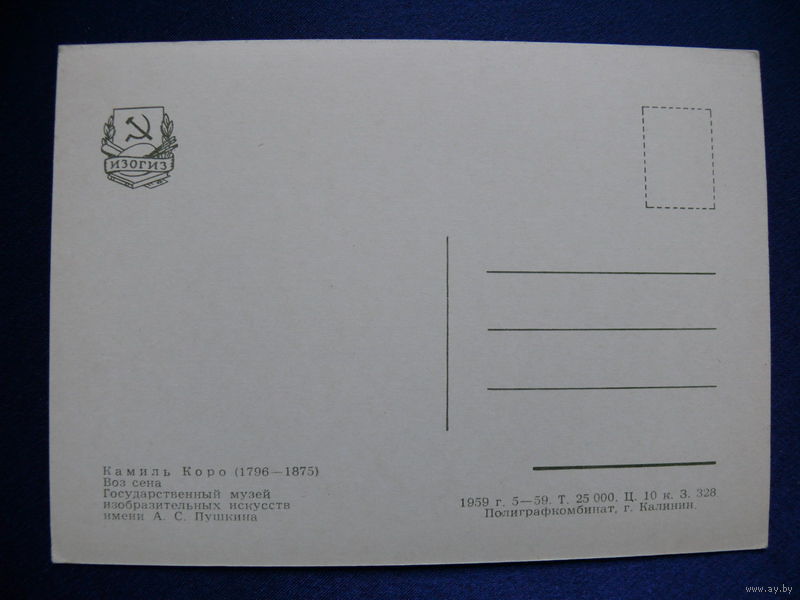 ИЗОГИЗ
Камиль Коро (1796—1875)
Воз сена
Государственный музей
изобразительных искусств
имени А. С. Пушкина
1959 г. 5—59. Т. 25 000. Ц. 10 к. З. 328
Полиграфкомбинат, г. Калинин.
www.ay.by